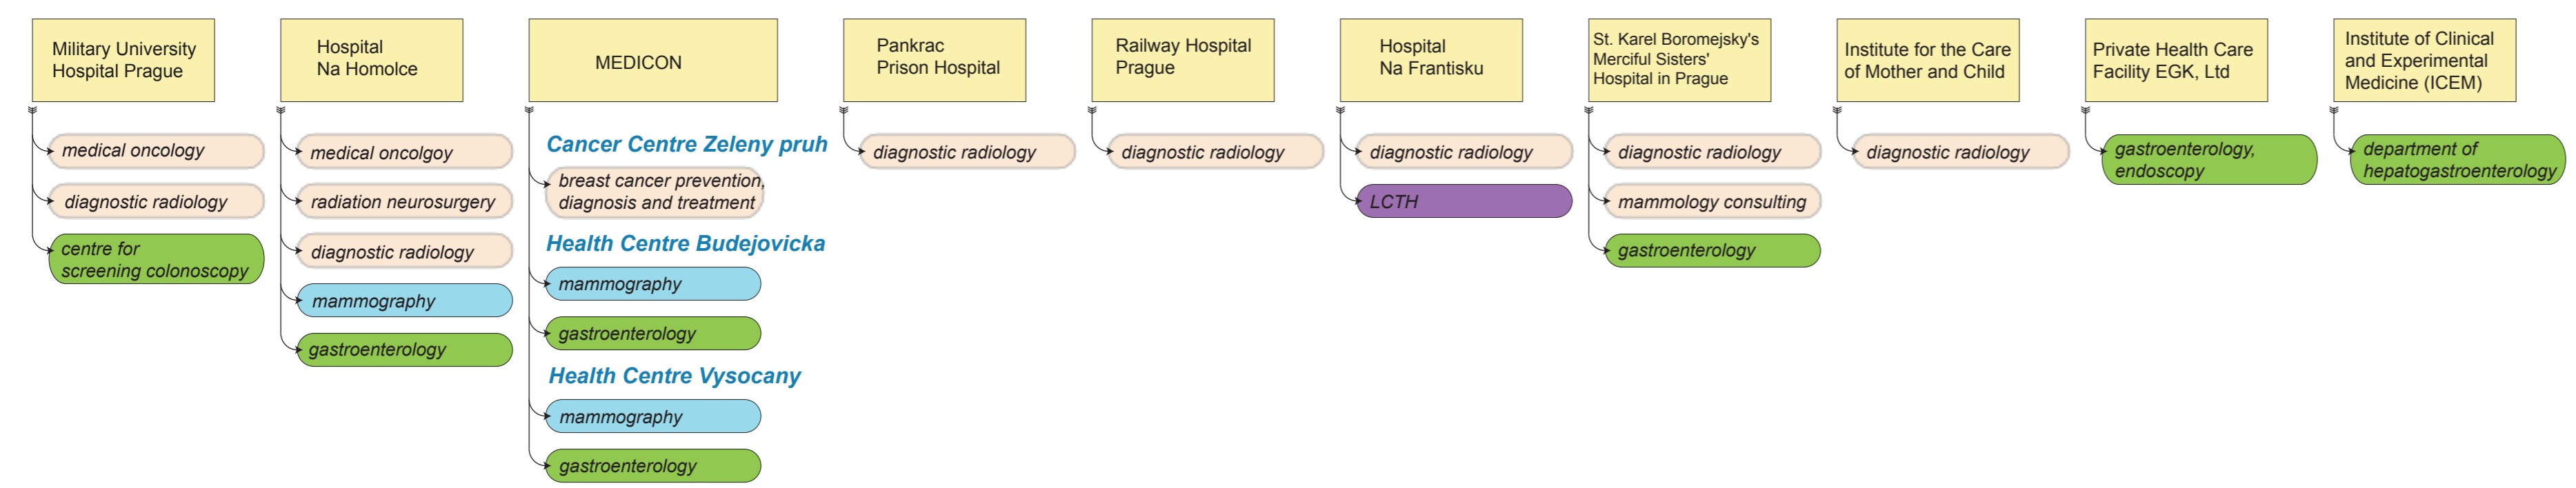 Military University
Hospital Prague
medical oncology
diagnostic radiology
centre for
screening colonoscopy
Hospital
Na Homolce
medical oncolgoy
radiation neurosurgery
diagnostic radiology
mammography
gastroenterology
MEDICON
Cancer Centre Zeleny pruh
breast cancer prevention,
diagnosis and treatment
Health Centre Budejovicka
mammography
gastroenterology
Health Centre Vysocany
mammography
gastroenterology
Pankrac
Prison Hospital
diagnostic radiology
Railway Hospital
Prague
diagnostic radiology
Hospital
Na Frantisku
diagnostic radiology
LCTH
St. Karel Boromejsky's
Merciful Sisters'
Hospital in Prague
diagnostic radiology
mammology consulting
gastroenterology
Institute for the Care
of Mother and Child
diagnostic radiology
Private Health Care
Facility EGK, Ltd
gastroenterology,
endoscopy
Institute of Clinical
and Experimental
Medicine (ICEM)
department of
hepatogastroenterology